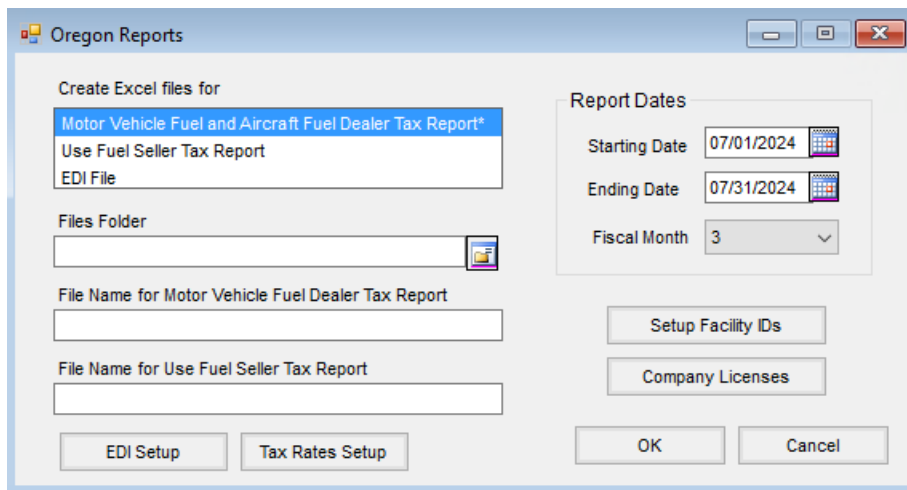 Oregon Reports
Create Excel files for
Motor Vehicle Fuel and Aircraft Fuel Dealer Tax Report*
Use Fuel Seller Tax Report
EDI File
Files Folder
File Name for Motor Vehicle Fuel Dealer Tax Report
File Name for Use Fuel Seller Tax Report
EDI Setup
Tax Rates Setup
Report Dates
Starting Date 07/01/2024
Ending Date 07/31/2024
Fiscal Month 3
Setup Facility IDs
Company Licenses
OK
Cancel